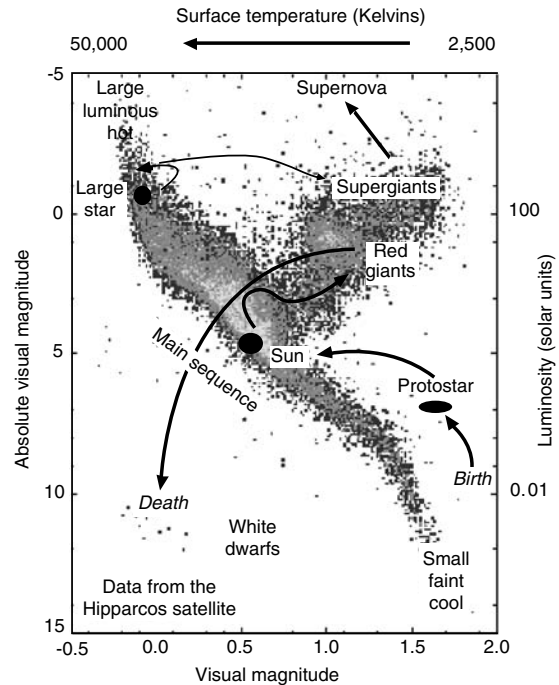 Surface temperature (Kelvins)
50,000
2,500
-5
Large
luminous
hot
Supernova
Large
star
Supergiants
0
100
Red
giants
Main sequence
5
Sun
Protostar
Absolute visual magnitude
Luminosity (solar units)
Birth
10
Death
0.01
White
dwarfs
Small
faint
cool
Data from the
Hipparcos satellite
15
-0.5
0.0
0.5
1.0
1.5
2.0
Visual magnitude